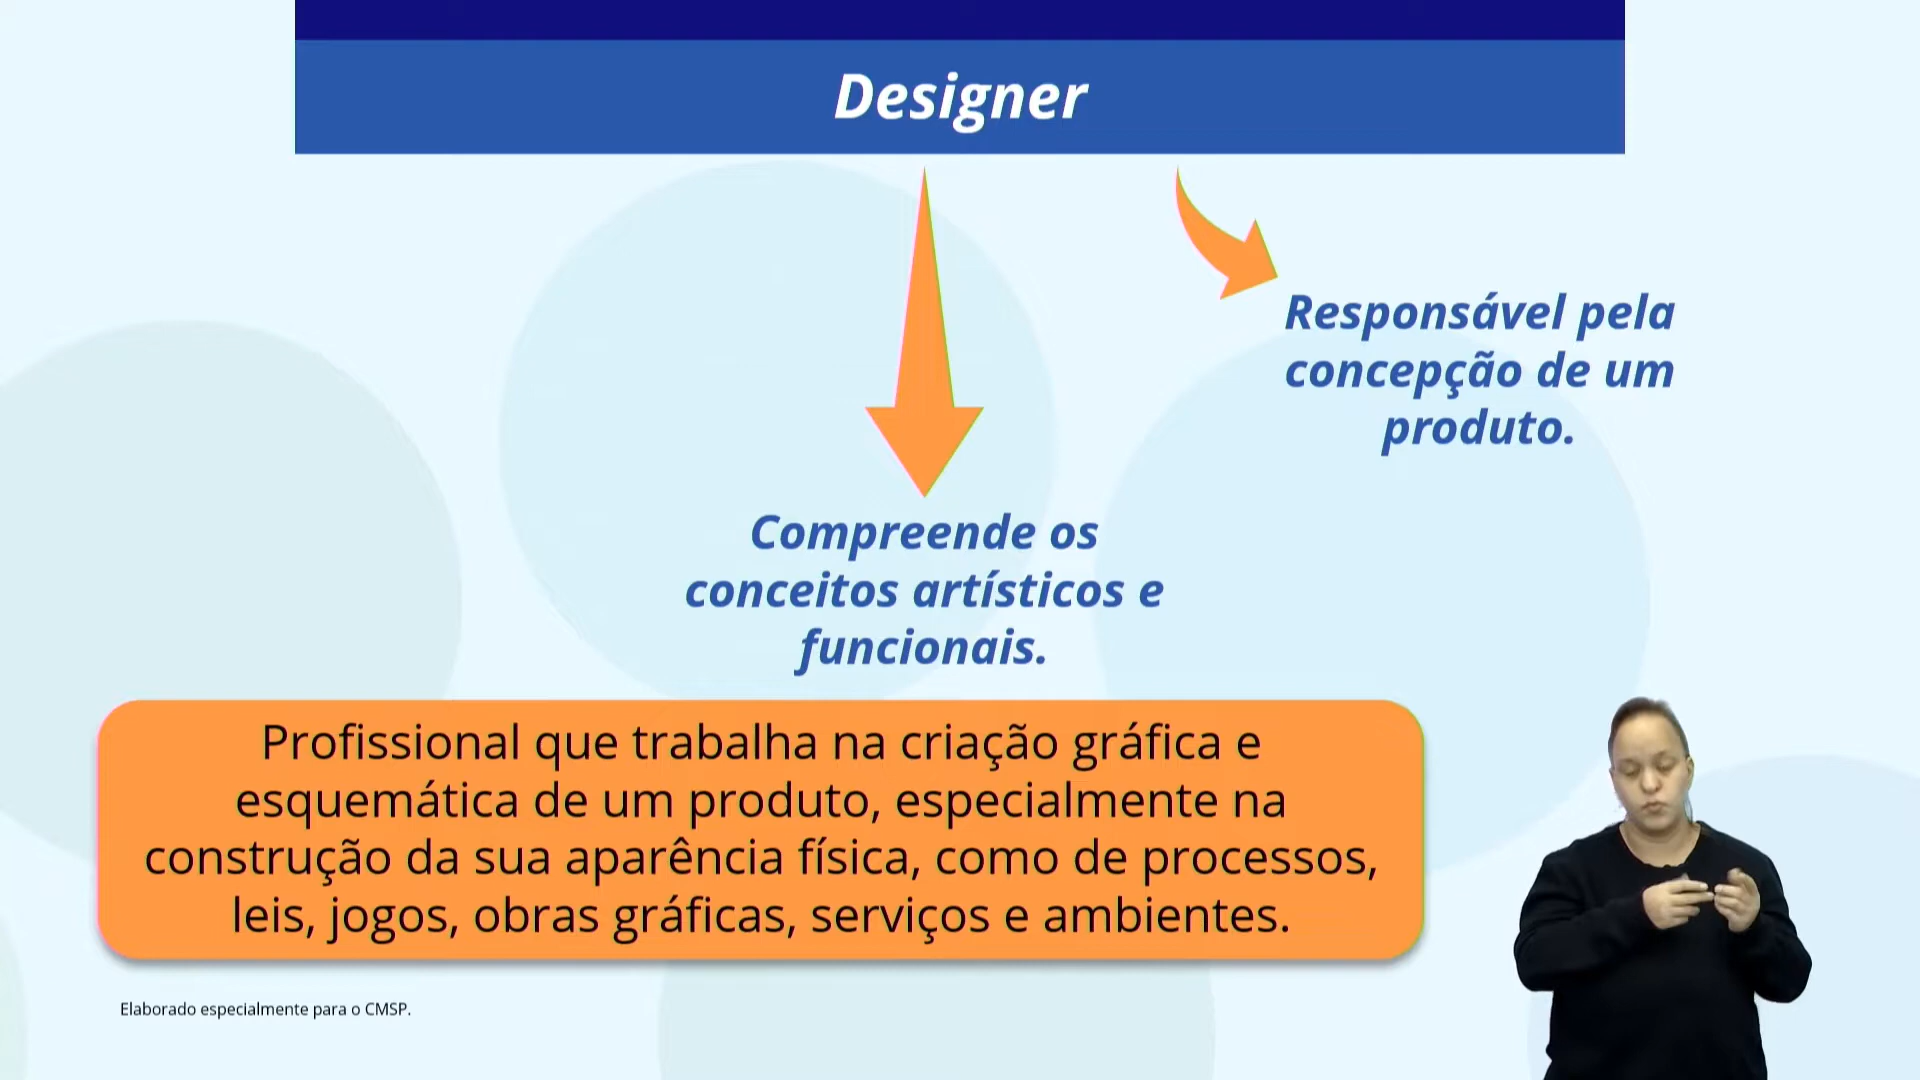 Designer
Responsável pela
concepção de um
produto.
Compreende os
conceitos artísticos e
funcionais.
Profissional que trabalha na criação gráfica e
esquemática de um produto, especialmente na
construção da sua aparência física, como de processos,
leis, jogos, obras gráficas, serviços e ambientes.
Elaborado especialmente para o CMSP.